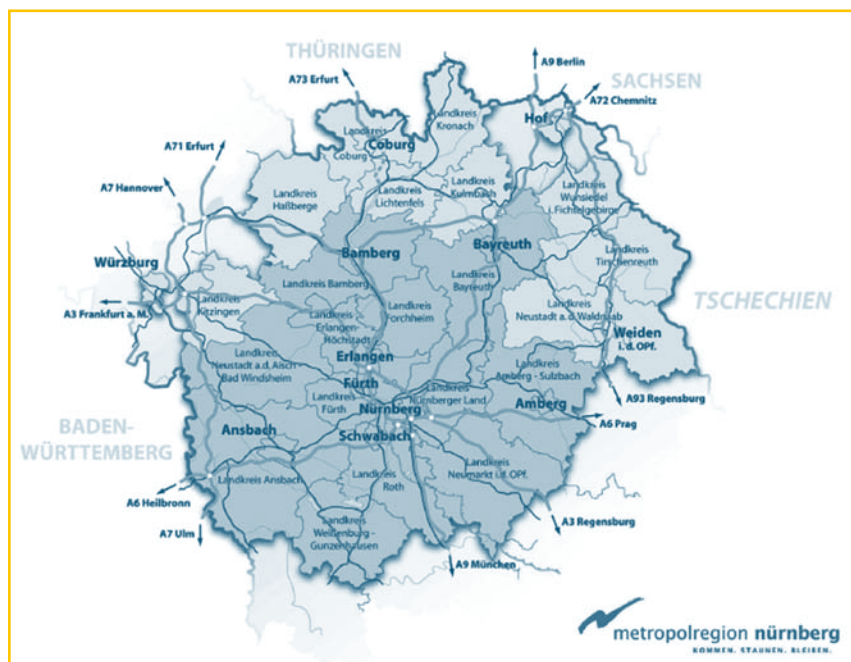 THÜRINGEN
A9 Berlin
SACHSEN
A73 Erfurt
A72 Chemnitz
Landkreis
Kronach
Hof
Landkreis
Coburg
Coburg
A71 Erfurt
A7 Hannover
Landkreis
Haßberge
Landkreis
Lichtenfels
Landkreis
Kulmbach
Landkreis
Wunsiedel
i. Fichtelgebirge
Bamberg
Bayreuth
Landkreis
Tirschenreuth
Würzburg
Landkreis Bamberg
Landkreis
Bayreuth
TSCHECHIEN
A3 Frankfurt a. M.
Landkreis
Kitzingen
Landkreis
Erlangen-
Höchstadt
Landkreis
Forchheim
Landkreis
Neustadt a. d. Waldnaab
Weiden
i. d. OPf.
Landkreis
Neustadt a.d. Aisch -
Bad Windsheim
Erlangen
Landkreis
Amberg - Sulzbach
Fürth
Landkreis
Nürnberger Land
A93 Regensburg
Landkreis
Fürth
Nürnberg
Amberg
A6 Prag
BADEN-
WÜRTTEMBERG
Ansbach
Schwabach
Landkreis Ansbach
Landkreis
Roth
Landkreis
Neumarkt i.d. OPf.
A6 Heilbronn
A7 Ulm
Landkreis
Weißenburg -
Gunzenhausen
A3 Regensburg
A9 München
metropolregion nürnberg
KOMMEN. STAUNEN. BLEIBEN.